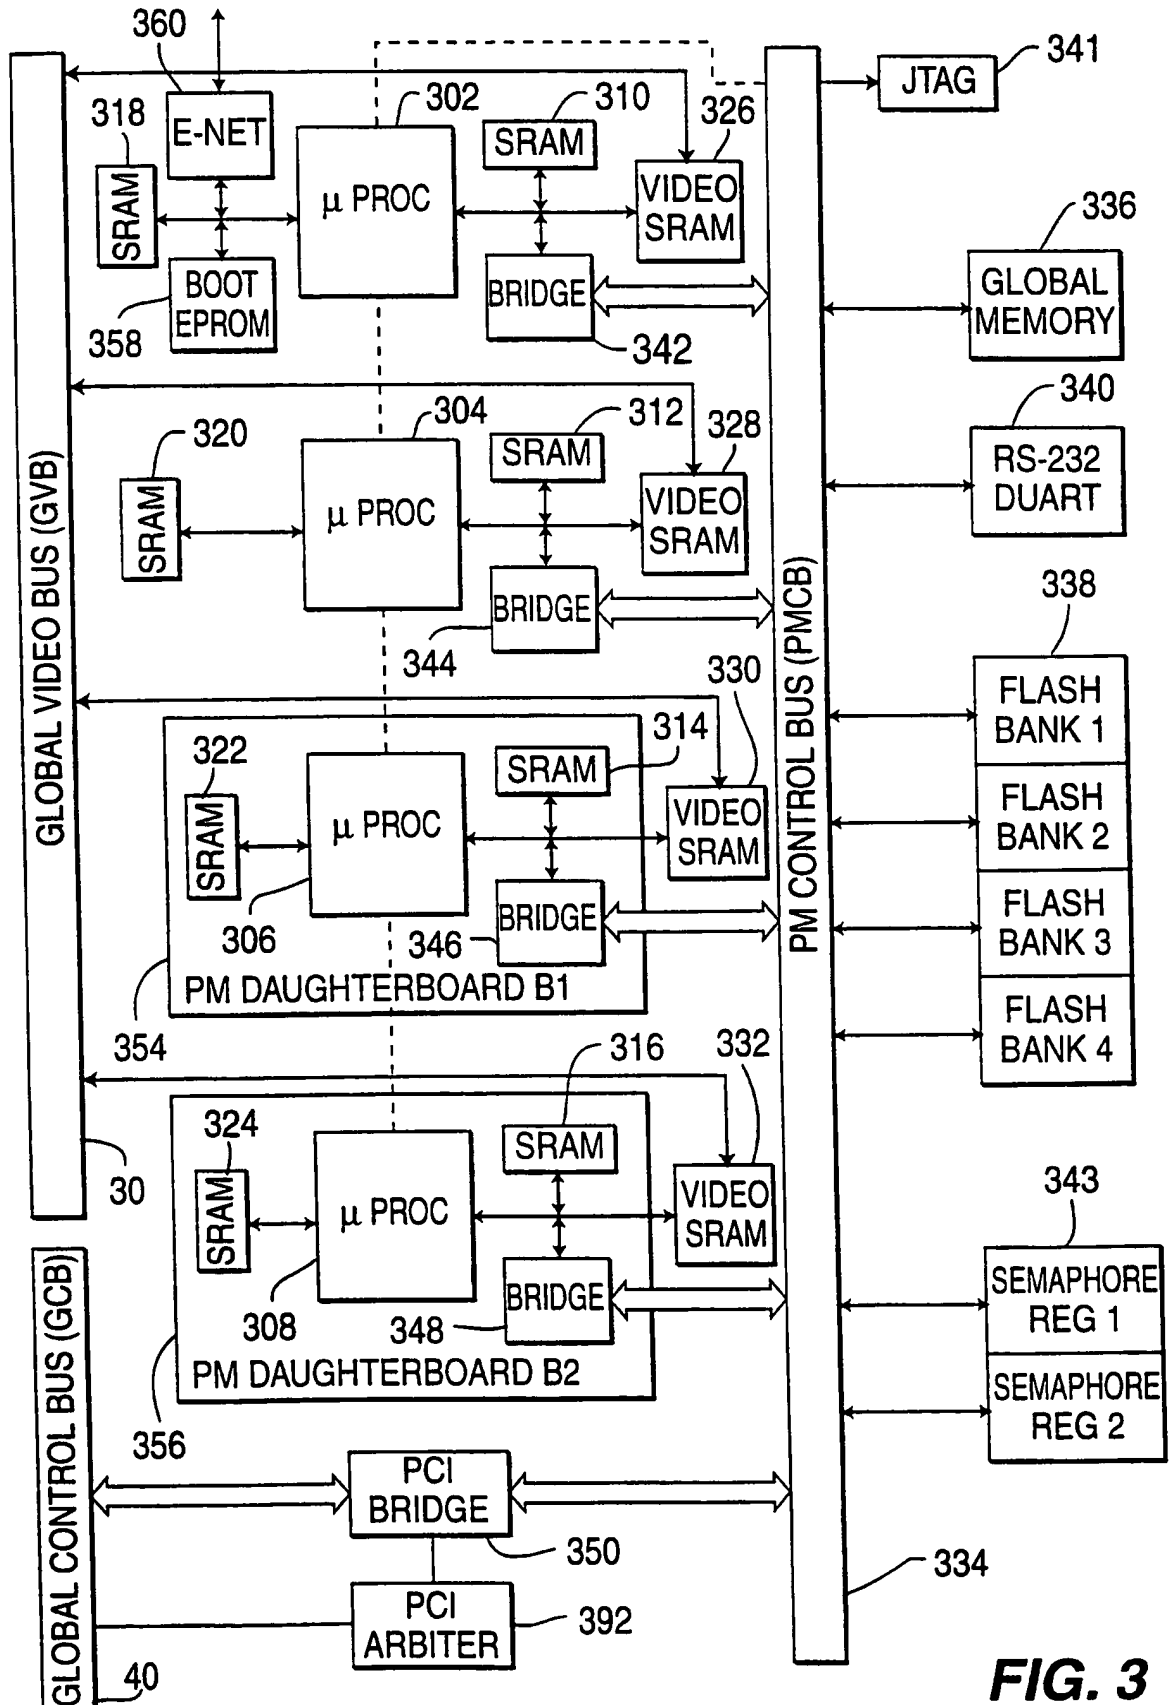 360
341
JTAG
302
310
326
318
E-NET
SRAM
SRAM
μ PROC
VIDEO
SRAM
336
GLOBAL
MEMORY
BOOT
EPROM
BRIDGE
358
342
340
304
312
328
320
SRAM
RS-232
DUART
SRAM
μ PROC
VIDEO
SRAM
GLOBAL VIDEO BUS (GVB)
PM CONTROL BUS (PMCB)
BRIDGE
338
344
330
FLASH
BANK 1
314
322
SRAM
SRAM
μ PROC
VIDEO
SRAM
FLASH
BANK 2
BRIDGE
FLASH
BANK 3
306
346
PM DAUGHTERBOARD B1
354
FLASH
BANK 4
316
332
324
SRAM
30
SRAM
μ PROC
VIDEO
SRAM
343
SEMAPHORE
REG 1
BRIDGE
308
348
PM DAUGHTERBOARD B2
SEMAPHORE
REG 2
356
GLOBAL CONTROL BUS (GCB)
PCI
BRIDGE
350
334
PCI
ARBITER
392
40
FIG. 3